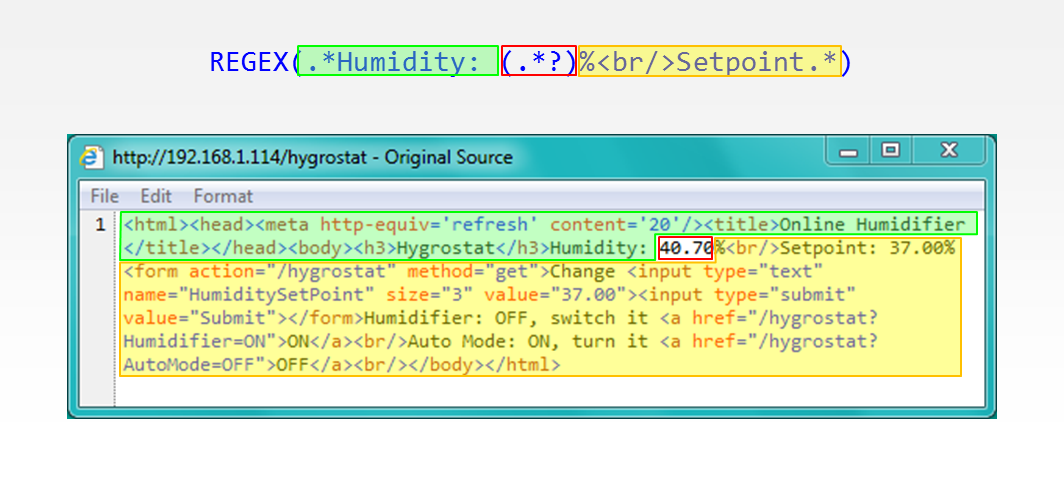 REGEX(.*Humidity: (.*?)%<br/>Setpoint.*)
http://192.168.1.114/hygrostat - Original Source
File Edit Format
1 <html><head><meta http-equiv='refresh' content='20'/><title>Online Humidifier
</title></head><body><h3>Hygrostat</h3>Humidity: 40.70%<br/>Setpoint: 37.00%
<form action="/hygrostat" method="get">Change <input type="text"
name="HumiditySetPoint" size="3" value="37.00"><input type="submit"
value="Submit"></form>Humidifier: OFF, switch it <a href="/hygrostat?
Humidifier=ON">ON</a><br/>Auto Mode: ON, turn it <a href="/hygrostat?
AutoMode=OFF">OFF</a><br/></body></html>